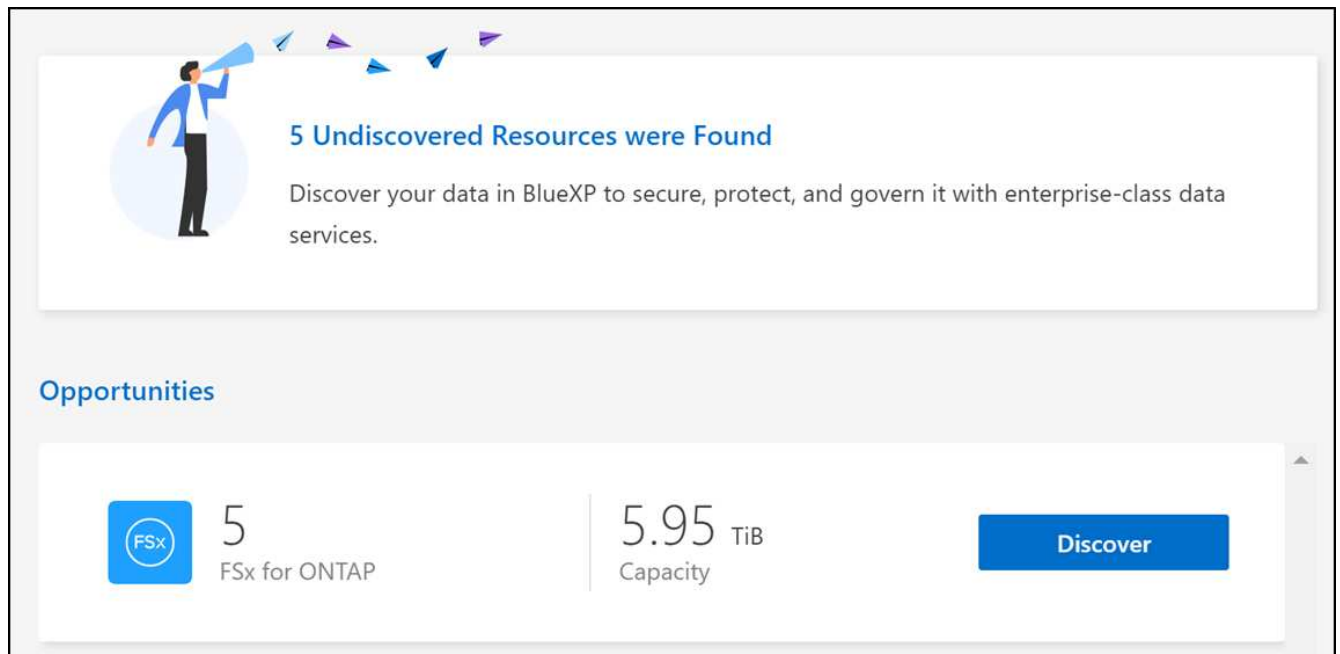 5 Undiscovered Resources were Found
Discover your data in BlueXP to secure, protect, and govern it with enterprise-class data
services.
Opportunities
FSx
5
FSx for ONTAP
5.95 TiB
Capacity
Discover